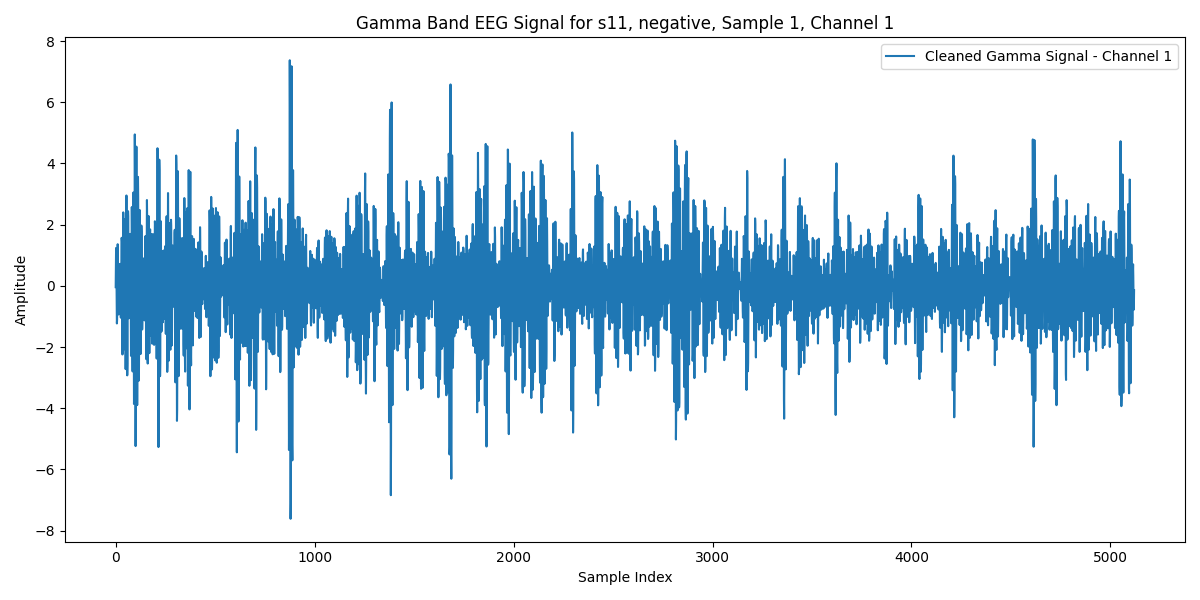 Gamma Band EEG Signal for s11, negative, Sample 1, Channel 1
Cleaned Gamma Signal - Channel 1
Amplitude
8
6
4
2
0
−2
−4
−6
−8
0 1000 2000 3000 4000 5000
Sample Index